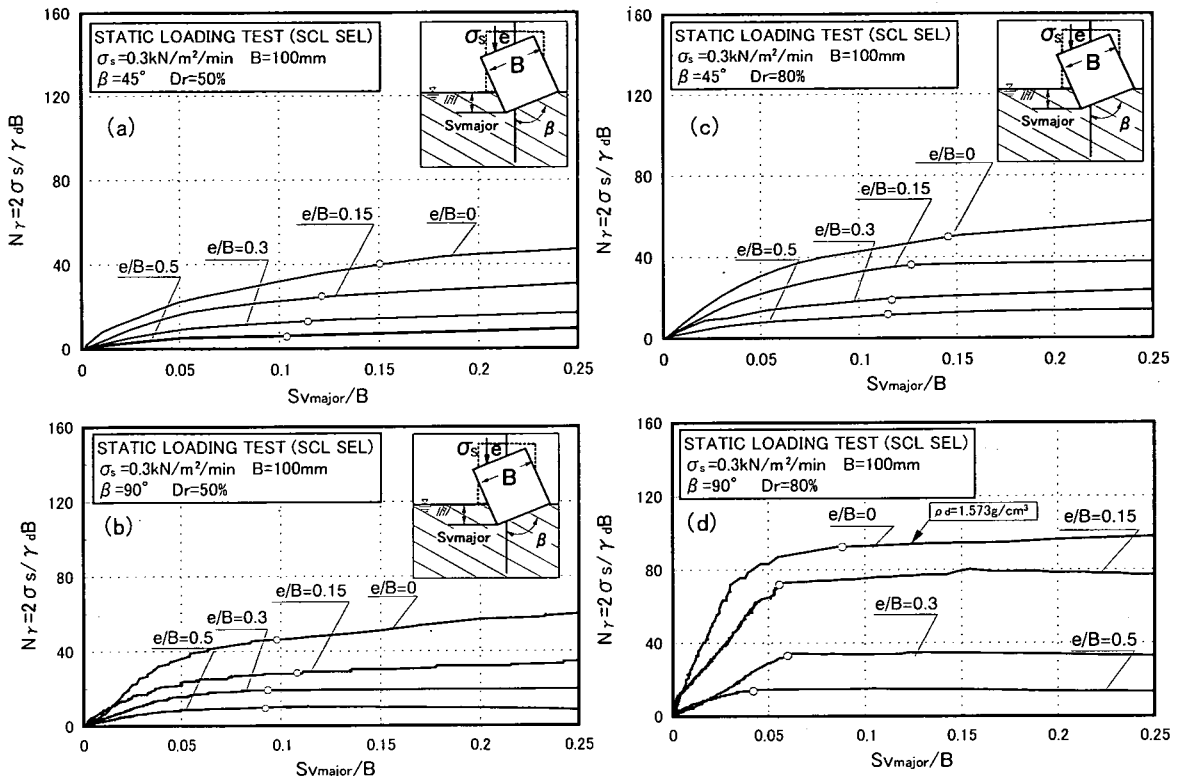 160
120
80
40
0
Nγ=2σs/γdB
STATIC LOADING TEST (SCL SEL)
σs=0.3kN/m²/min B=100mm
β=45° Dr=50%
(a)
e
B
Svmajor
β
e/B=0.5
e/B=0.3
e/B=0.15
e/B=0
0 0.05 0.1 0.15 0.2 0.25
Svmajor/B
160
120
80
40
0
Nγ=2σs/γdB
STATIC LOADING TEST (SCL SEL)
σs=0.3kN/m²/min B=100mm
β=45° Dr=80%
(c)
e
B
Svmajor
β
e/B=0
e/B=0.15
e/B=0.3
e/B=0.5
0 0.05 0.1 0.15 0.2 0.25
Svmajor/B
160
120
80
40
0
Nγ=2σs/γdB
STATIC LOADING TEST (SCL SEL)
σs=0.3kN/m²/min B=100mm
β=90° Dr=50%
(b)
e
B
Svmajor
β
e/B=0.5
e/B=0.3
e/B=0.15
e/B=0
0 0.05 0.1 0.15 0.2 0.25
Svmajor/B
160
120
80
40
0
Nγ=2σs/γdB
STATIC LOADING TEST (SCL SEL)
σs=0.3kN/m²/min B=100mm
β=90° Dr=80%
(d)
e/B=0
ρd=1.573g/cm³
e/B=0.15
e/B=0.3
e/B=0.5
0 0.05 0.1 0.15 0.2 0.25
Svmajor/B